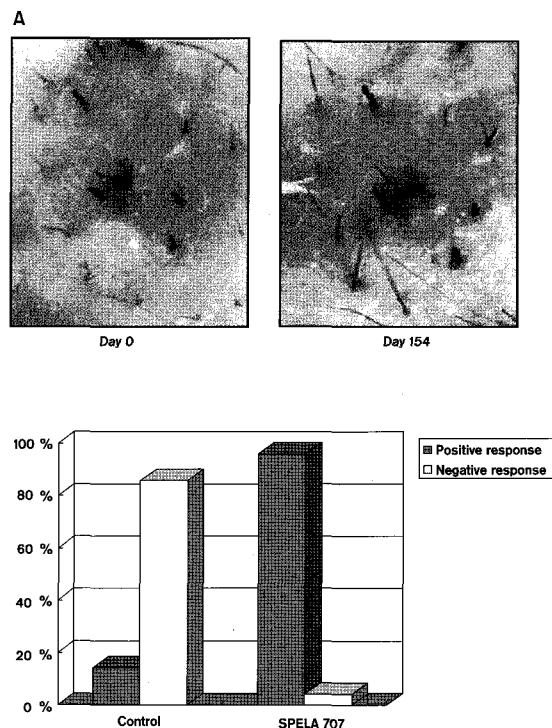 A
Day 0
Day 154
100 %
80 %
60 %
40 %
20 %
0 %
Control
SPELA 707
Positive response
Negative response